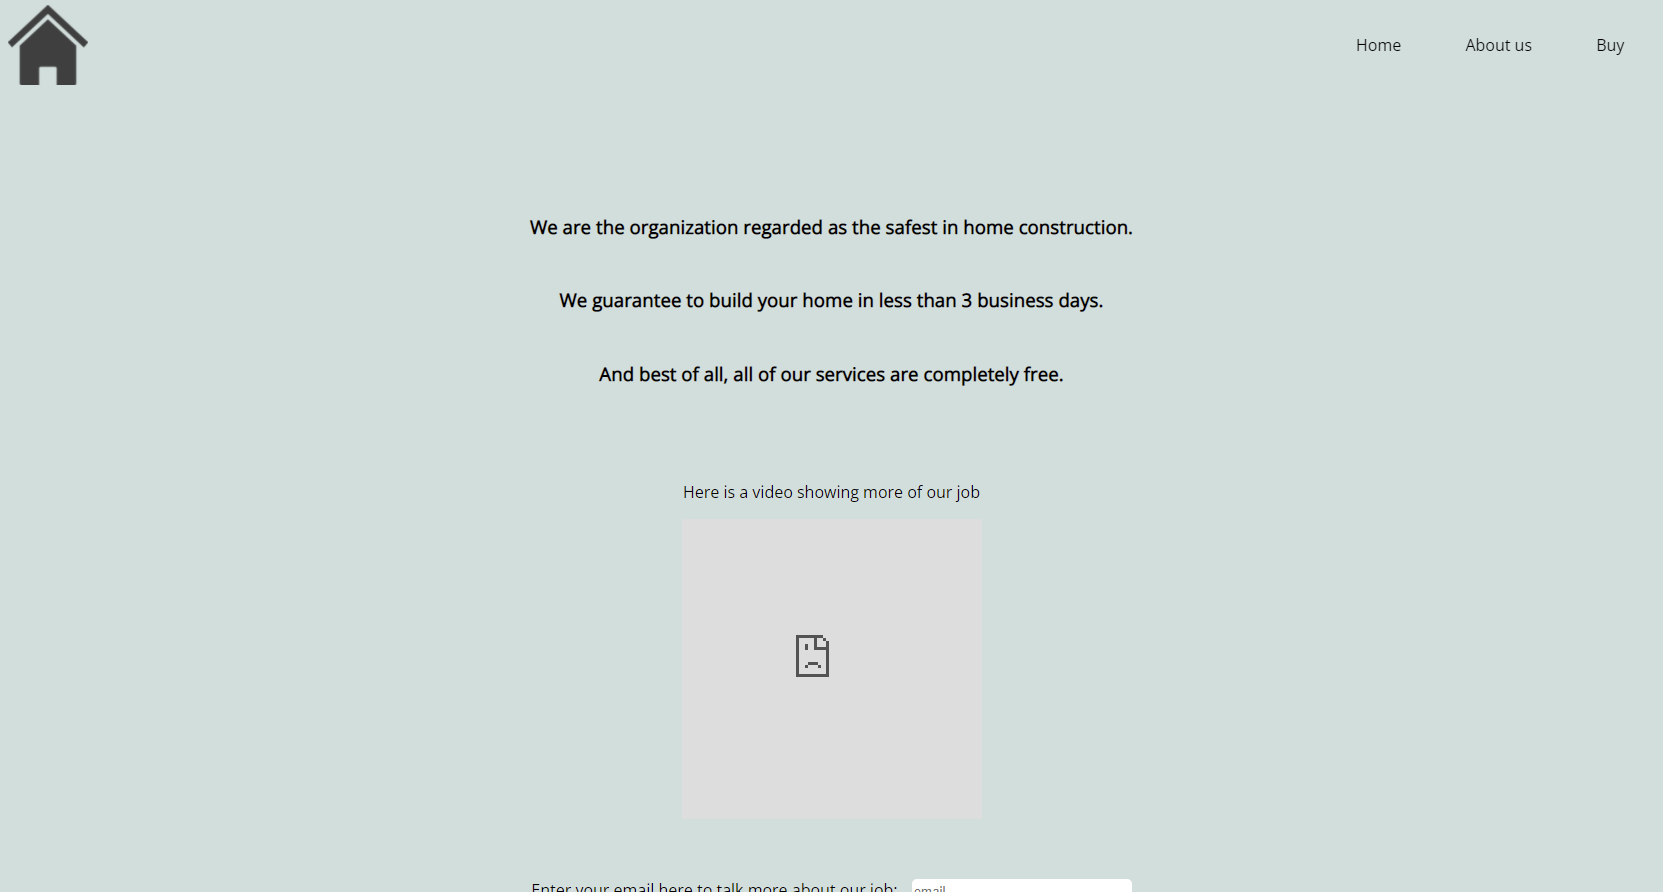 Home About us Buy
We are the organization regarded as the safest in home construction.
We guarantee to build your home in less than 3 business days.
And best of all, all of our services are completely free.
Here is a video showing more of our job
Enter your email here to talk more about our job: email